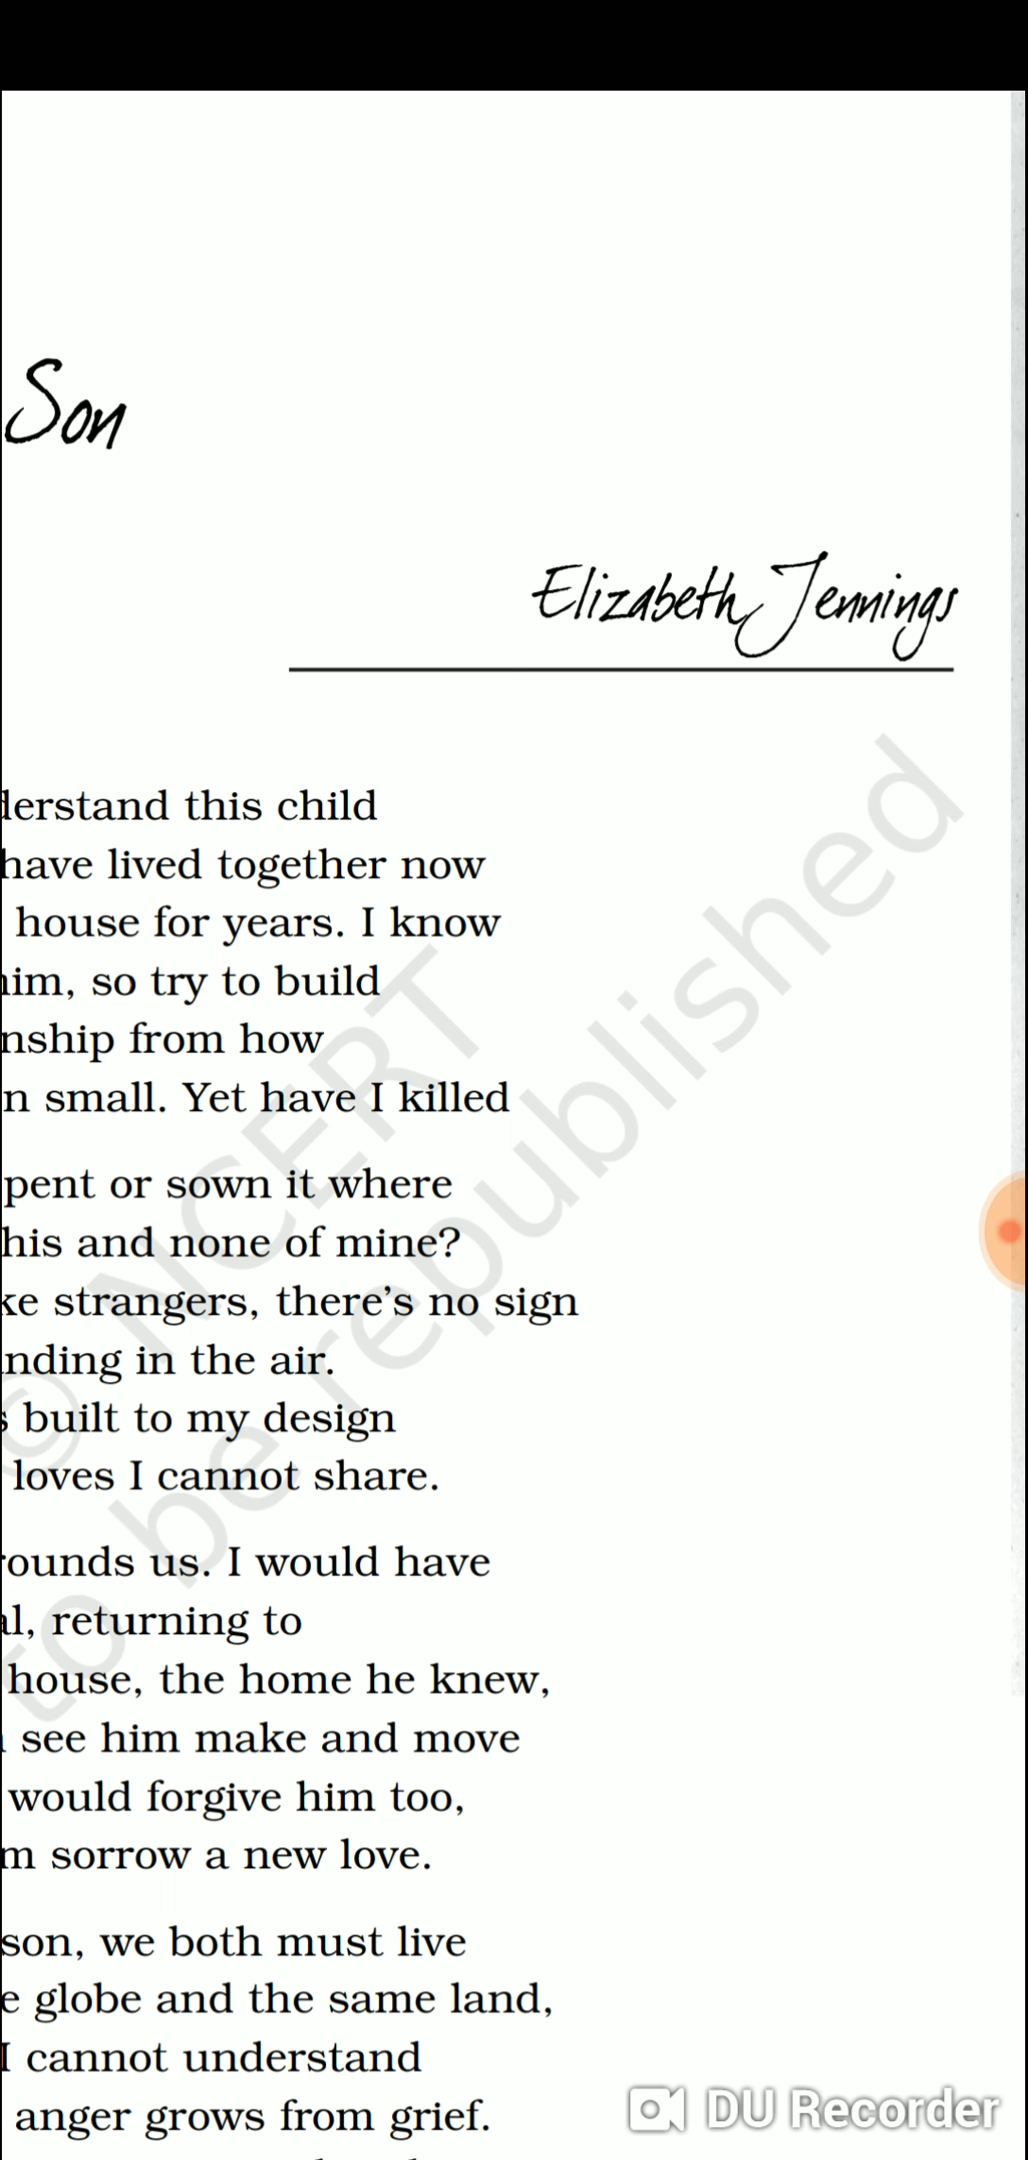 Son
Elizabeth Jennings
derstand this child
have lived together now
house for years. I know
him, so try to build
nship from how
n small. Yet have I killed
pent or sown it where
his and none of mine?
ke strangers, there's no sign
nding in the air.
s built to my design
loves I cannot share.
rounds us. I would have
al, returning to
house, the home he knew,
see him make and move
would forgive him too,
m sorrow a new love.
son, we both must live
e globe and the same land,
I cannot understand
anger grows from grief.
© NCERT
to be republished
DU Recorder